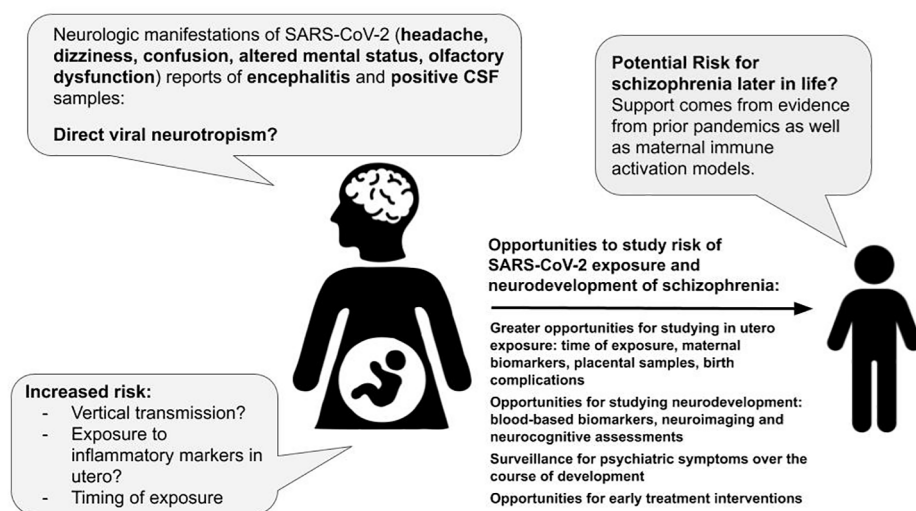 Neurologic manifestations of SARS-CoV-2 (headache,
dizziness, confusion, altered mental status, olfactory
dysfunction) reports of encephalitis and positive CSF
samples:
Direct viral neurotropism?
Potential Risk for
schizophrenia later in life?
Support comes from evidence
from prior pandemics as well
as maternal immune
activation models.
Opportunities to study risk of
SARS-CoV-2 exposure and
neurodevelopment of schizophrenia:
Greater opportunities for studying in utero
exposure: time of exposure, maternal
biomarkers, placental samples, birth
complications
Opportunities for studying neurodevelopment:
blood-based biomarkers, neuroimaging and
neurocognitive assessments
Surveillance for psychiatric symptoms over the
course of development
Opportunities for early treatment interventions
Increased risk:
- Vertical transmission?
- Exposure to
inflammatory markers in
utero?
- Timing of exposure